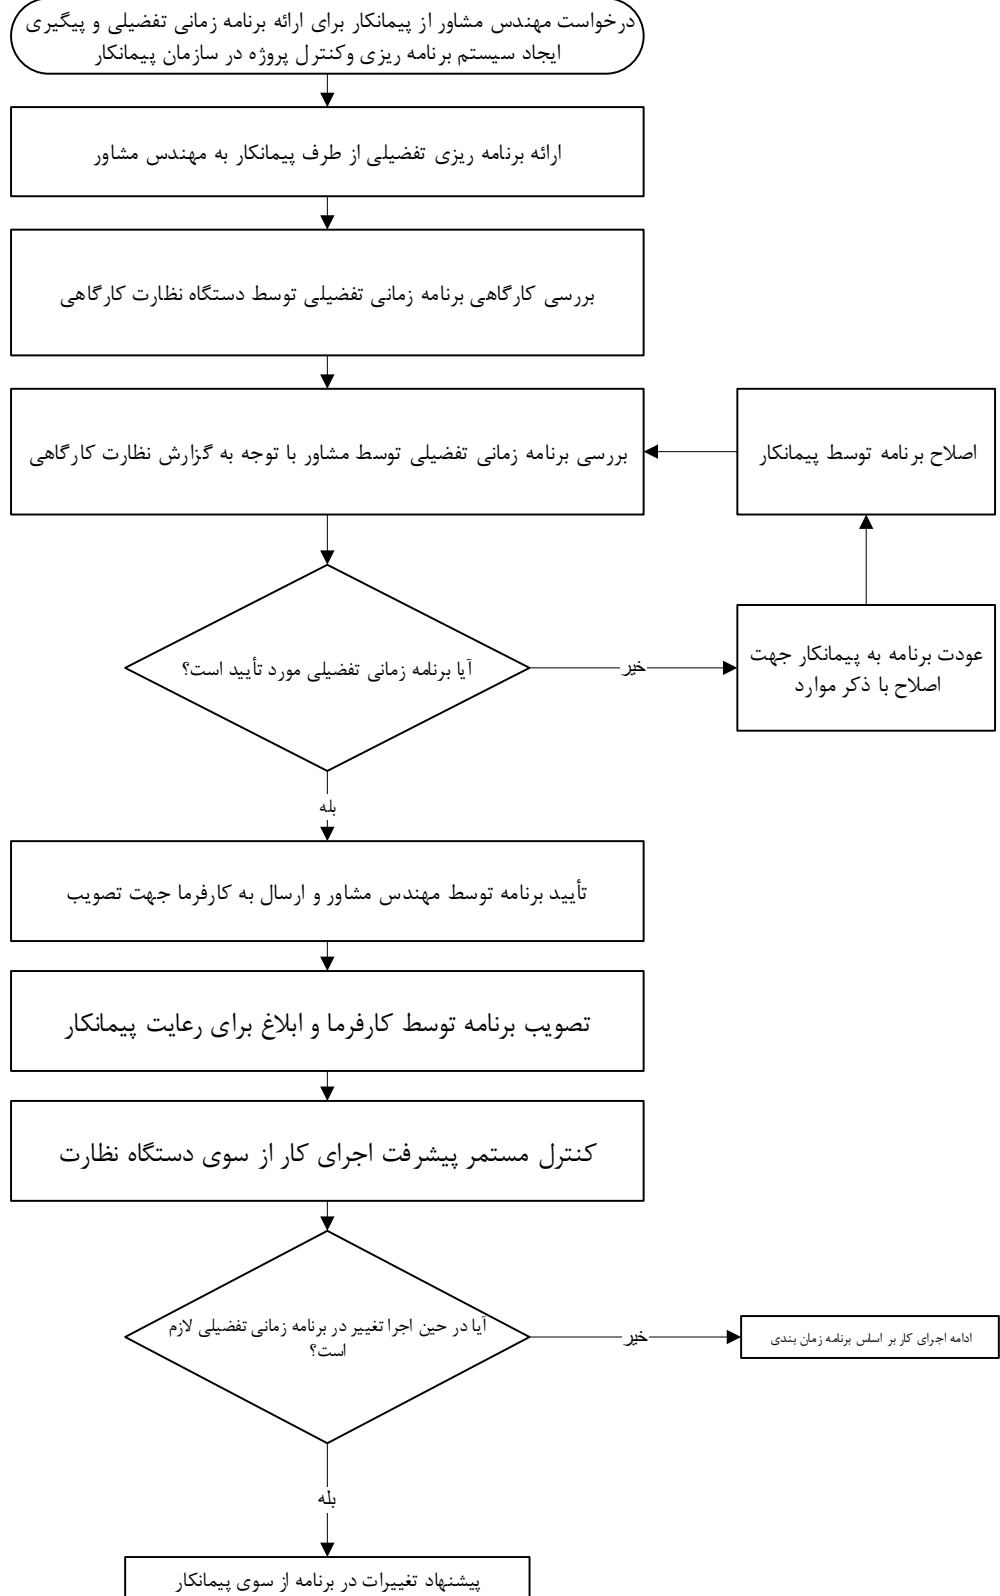 درخواست مهندس مشاور از پیمانکار برای ارائه برنامه زمانی تفضیلی و پیگیری
ایجاد سیستم برنامه ریزی وکنترل پروژه در سازمان پیمانکار
ارائه برنامه ریزی تفضیلی از طرف پیمانکار به مهندس مشاور
بررسی کارگاهی برنامه زمانی تفضیلی توسط دستگاه نظارت کارگاهی
بررسی برنامه زمانی تفضیلی توسط مشاور با توجه به گزارش نظارت کارگاهی
اصلاح برنامه توسط پیمانکار
آیا برنامه زمانی تفضیلی مورد تأیید است؟
خیر
عودت برنامه به پیمانکار جهت
اصلاح با ذکر موارد
بله
تأیید برنامه توسط مهندس مشاور و ارسال به کارفرما جهت تصویب
تصویب برنامه توسط کارفرما و ابلاغ برای رعایت پیمانکار
کنترل مستمر پیشرفت اجرای کار از سوی دستگاه نظارت
آیا در حین اجرا تغییر در برنامه زمانی تفضیلی لازم
است؟
خیر
ادامه اجرای کار بر اسلس برنامه زمان بندی
بله
پیشنهاد تغییرات در برنامه از سوی پیمانکار